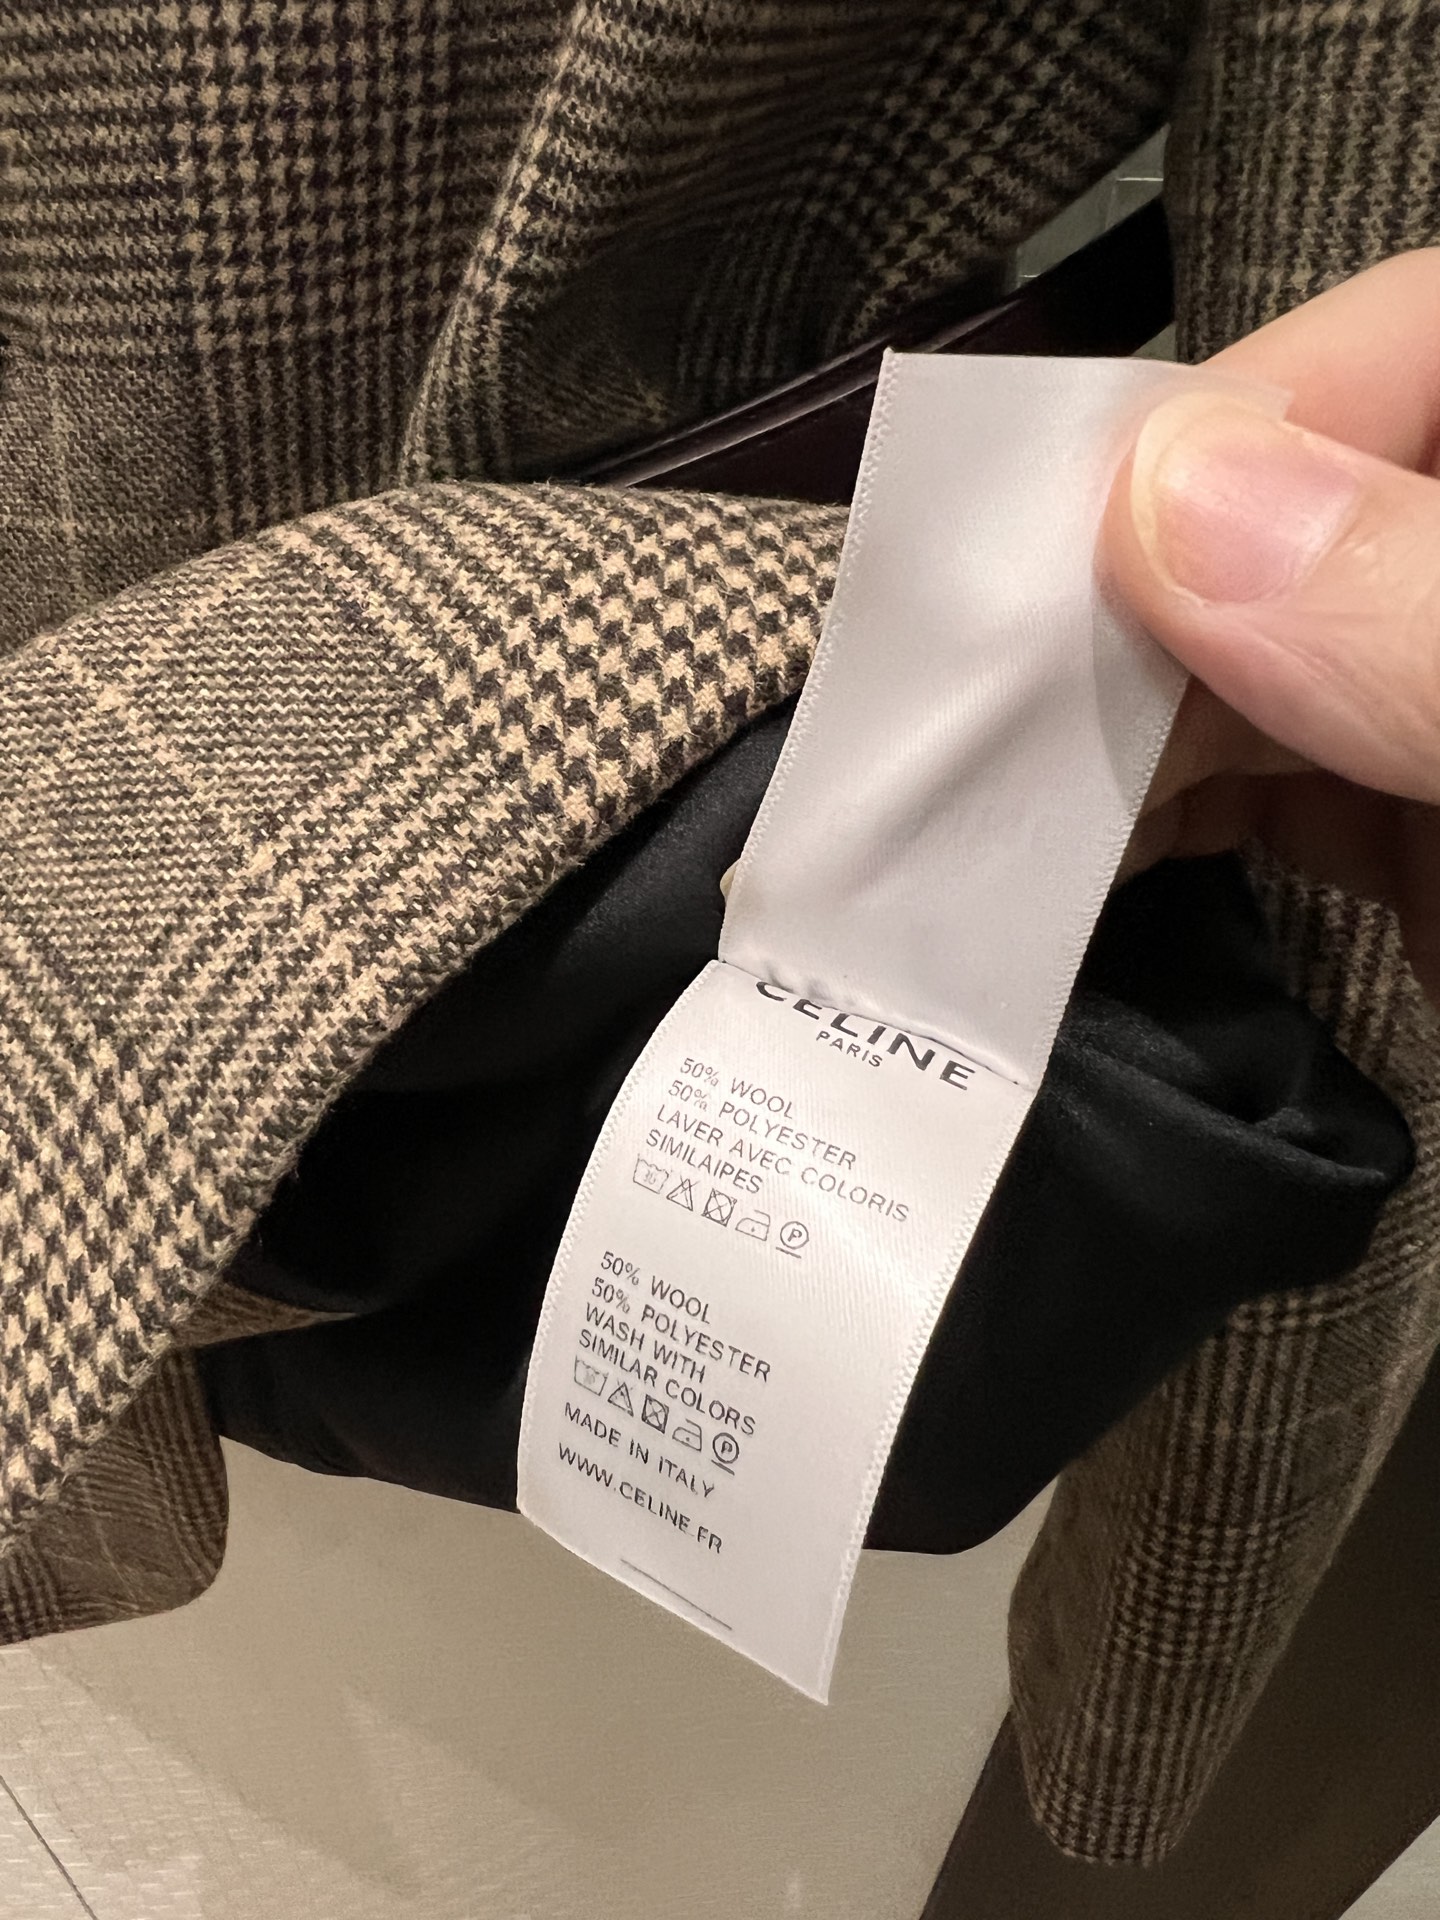 CELINE
PARIS
50% WOOL
50% POLYESTER
LAVER AVEC COLORIS
SIMILAIPES
P
50% WOOL
50% POLYESTER
WASH WITH
SIMILAR COLORS
P
MADE IN ITALY
WWW.CELINE.FR